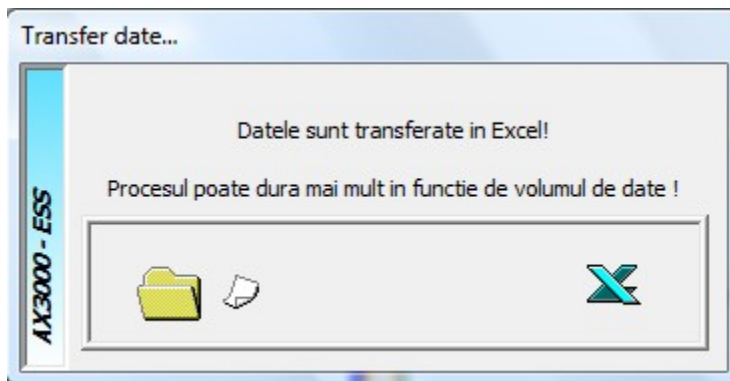 Transfer date...
AX3000 - ESS
Datele sunt transferate in Excel!
Procesul poate dura mai mult in functie de volumul de date !